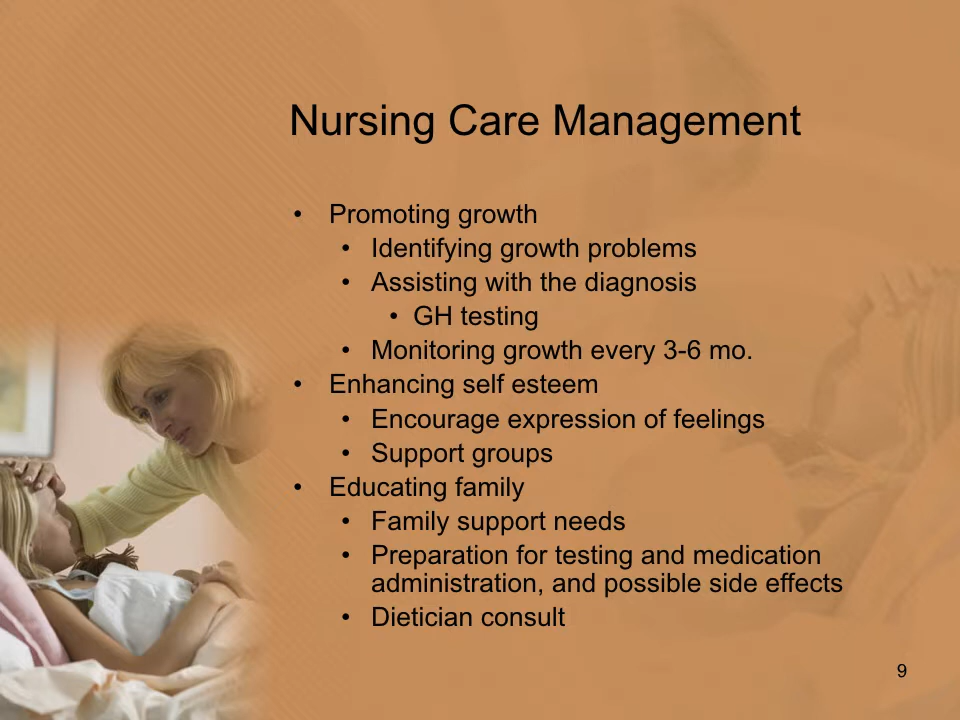 Nursing Care Management
• Promoting growth
• Identifying growth problems
• Assisting with the diagnosis
• GH testing
• Monitoring growth every 3-6 mo.
• Enhancing self esteem
• Encourage expression of feelings
• Support groups
• Educating family
• Family support needs
• Preparation for testing and medication
administration, and possible side effects
• Dietician consult
9